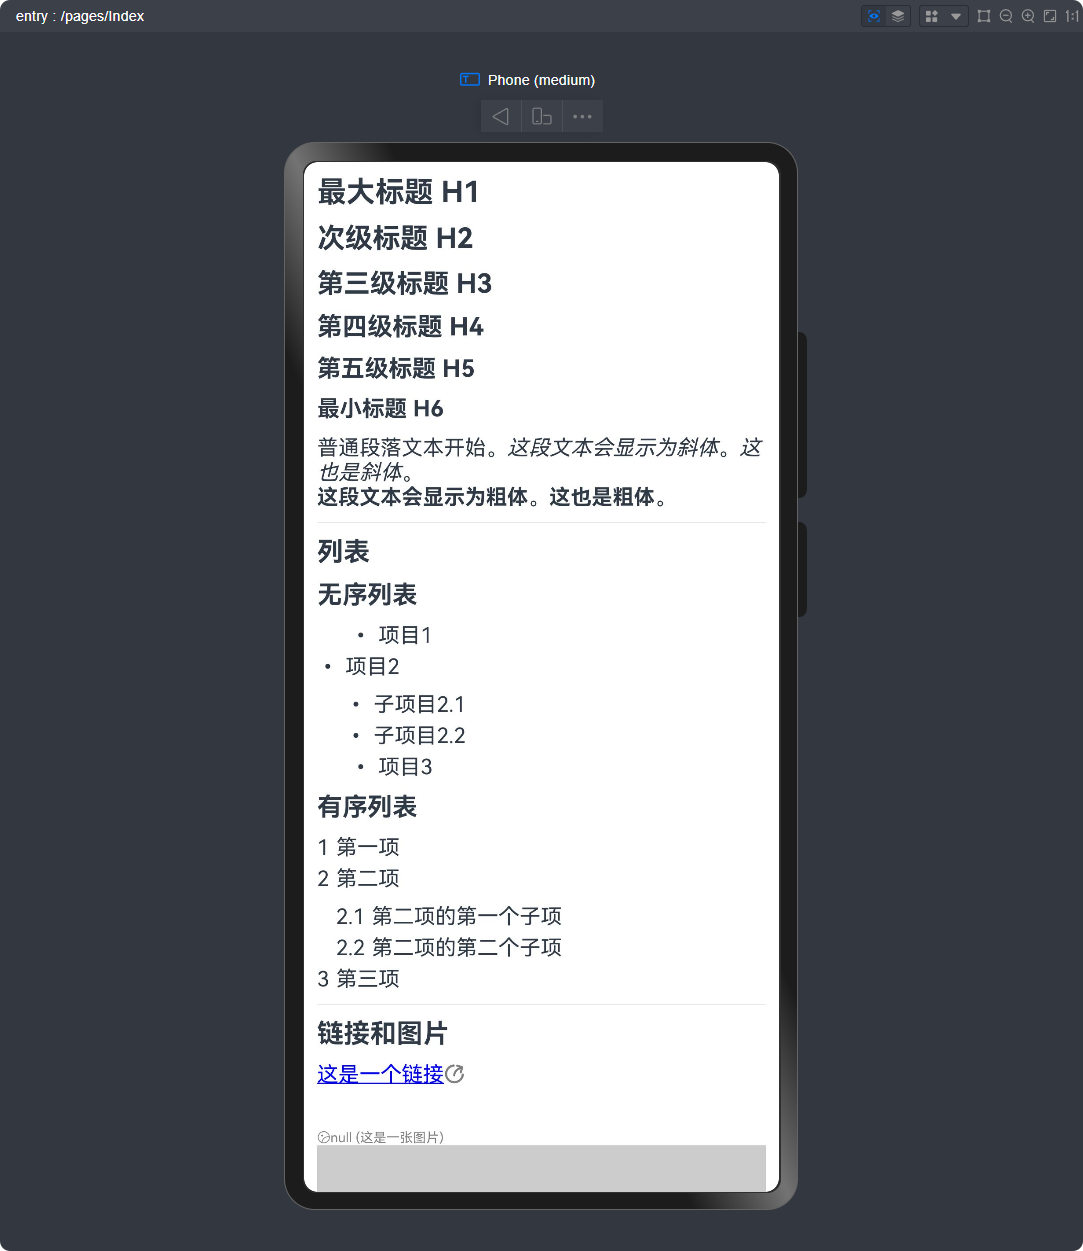 entry : /pages/Index
1:1
Phone (medium)
最大标题 H1
次级标题 H2
第三级标题 H3
第四级标题 H4
第五级标题 H5
最小标题 H6
普通段落文本开始。这段文本会显示为斜体。这
也是斜体。
这段文本会显示为粗体。这也是粗体。
列表
无序列表
• 项目1
• 项目2
• 子项目2.1
• 子项目2.2
• 项目3
有序列表
1 第一项
2 第二项
2.1 第二项的第一个子项
2.2 第二项的第二个子项
3 第三项
链接和图片
这是一个链接
null (这是一张图片)